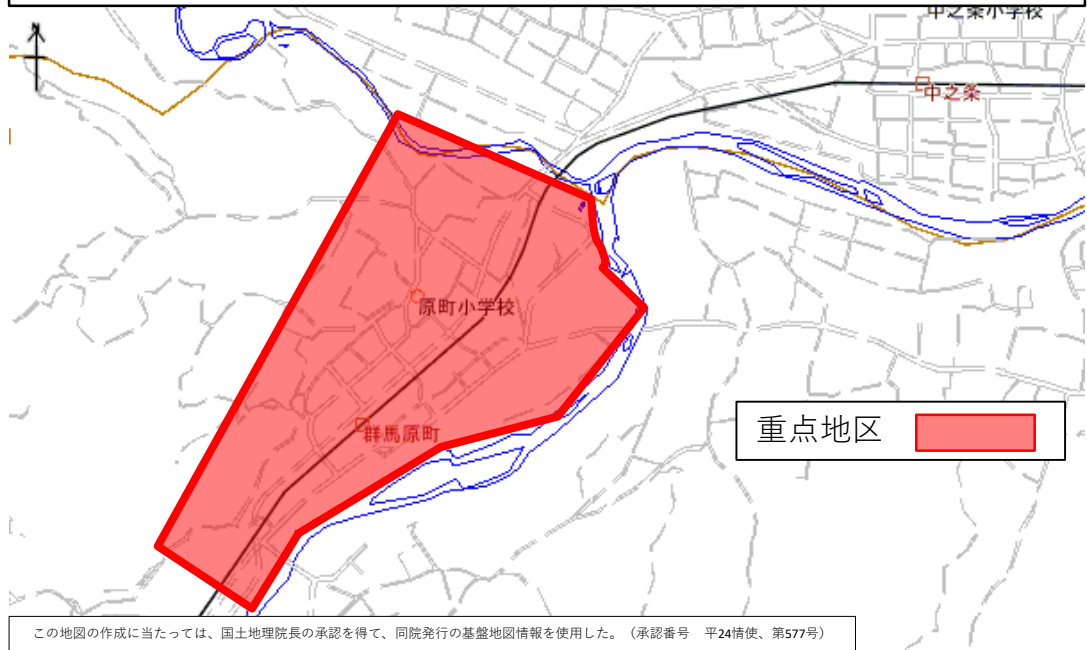 中之条小学校
中之条
原町小学校
重点地区
群馬原町
この地図の作成に当たっては、国土地理院長の承認を得て、同院発行の基盤地図情報を使用した。（承認番号　平24情使、第577号）